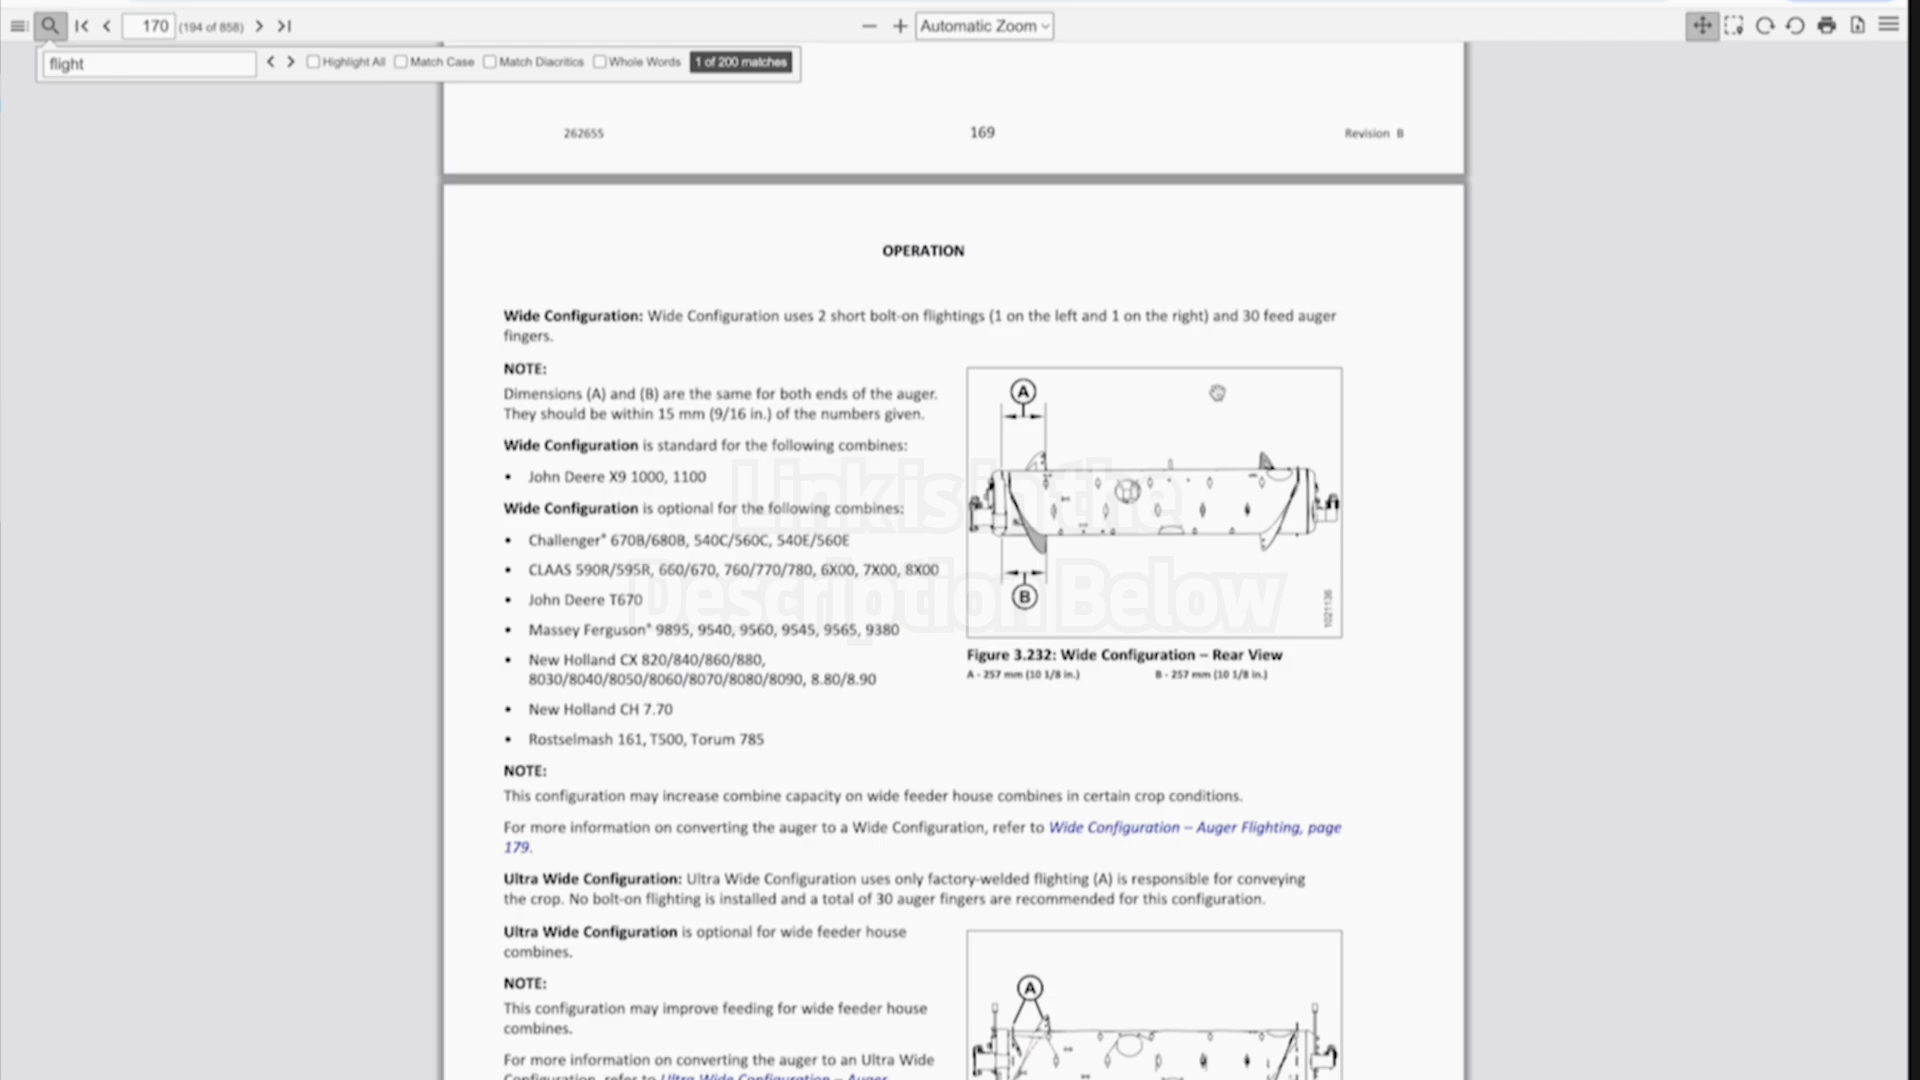 170 (194 of 858) Automatic Zoom
flight Highlight All Match Case Match Diacritics Whole Words 1 of 200 matches
262655 169 Revision B
OPERATION
Wide Configuration: Wide Configuration uses 2 short bolt-on flightings (1 on the left and 1 on the right) and 30 feed auger
fingers.
NOTE:
Dimensions (A) and (B) are the same for both ends of the auger.
They should be within 15 mm (9/16 in.) of the numbers given.
Wide Configuration is standard for the following combines:
• John Deere X9 1000, 1100
Wide Configuration is optional for the following combines:
• Challenger® 670B/680B, 540C/560C, 540E/560E
• CLAAS 590R/595R, 660/670, 760/770/780, 6X00, 7X00, 8X00
• John Deere T670
• Massey Ferguson® 9895, 9540, 9560, 9545, 9565, 9380
• New Holland CX 820/840/860/880,
8030/8040/8050/8060/8070/8080/8090, 8.80/8.90
• New Holland CH 7.70
• Rostselmash 161, T500, Torum 785
A
B
1021136
Figure 3.232: Wide Configuration – Rear View
A - 257 mm (10 1/8 in.) B - 257 mm (10 1/8 in.)
Link is in the
Description Below
NOTE:
This configuration may increase combine capacity on wide feeder house combines in certain crop conditions.
For more information on converting the auger to a Wide Configuration, refer to Wide Configuration – Auger Flighting, page
179.
Ultra Wide Configuration: Ultra Wide Configuration uses only factory-welded flighting (A) is responsible for conveying
the crop. No bolt-on flighting is installed and a total of 30 auger fingers are recommended for this configuration.
Ultra Wide Configuration is optional for wide feeder house
combines.
NOTE:
This configuration may improve feeding for wide feeder house
combines.
For more information on converting the auger to an Ultra Wide
Configuration, refer to Ultra Wide Configuration – Auger
A